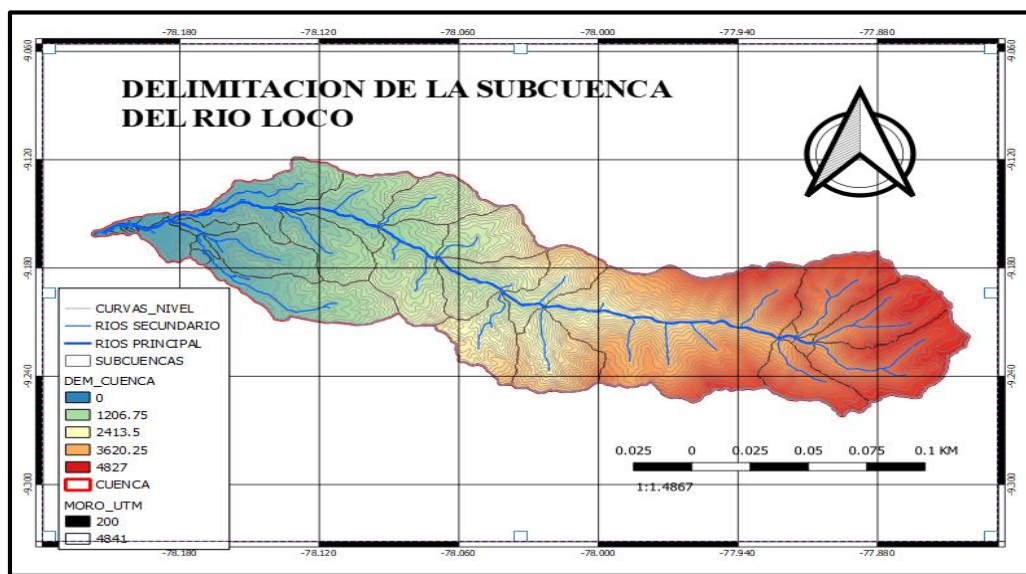 -78.180 -78.120 -78.060 -78.000 -77.940 -77.880
-9.060 -9.060
DELIMITACION DE LA SUBCUENCA
DEL RIO LOCO
-9.120 -9.120
-9.180 -9.180
CURVAS_NIVEL
RIOS SECUNDARIO
RIOS PRINCIPAL
SUBCUENCAS
DEM_CUENCA
0
1206.75
2413.5
3620.25
4827
CUENCA
MORO_UTM
200
4841
-9.240 -9.240
0.025 0 0.025 0.05 0.075 0.1 KM
1:1.4867
-9.300 -9.300
-78.180 -78.120 -78.060 -78.000 -77.940 -77.880